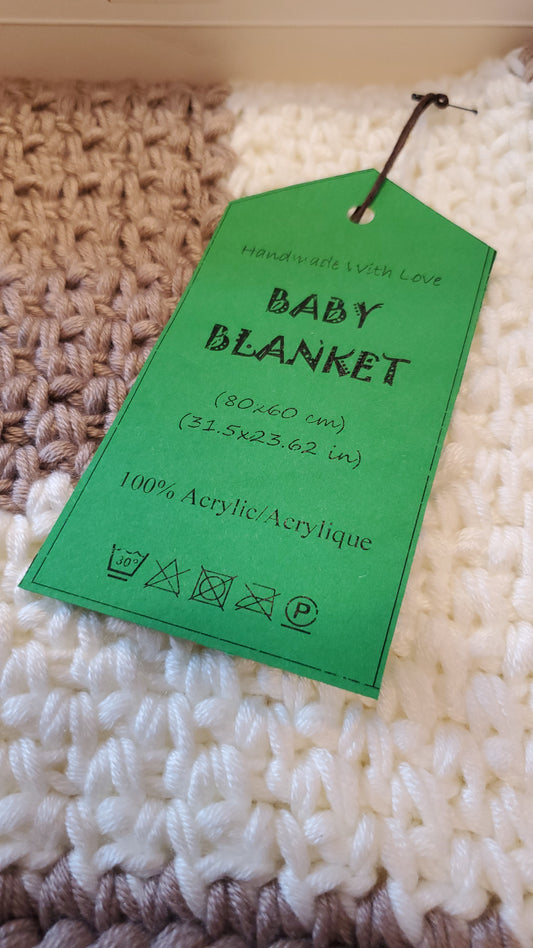 Handmade With Love
BABY
BLANKET
(80x60 cm)
(31.5x23.62 in)
100% Acrylic/Acrylique
30°
P